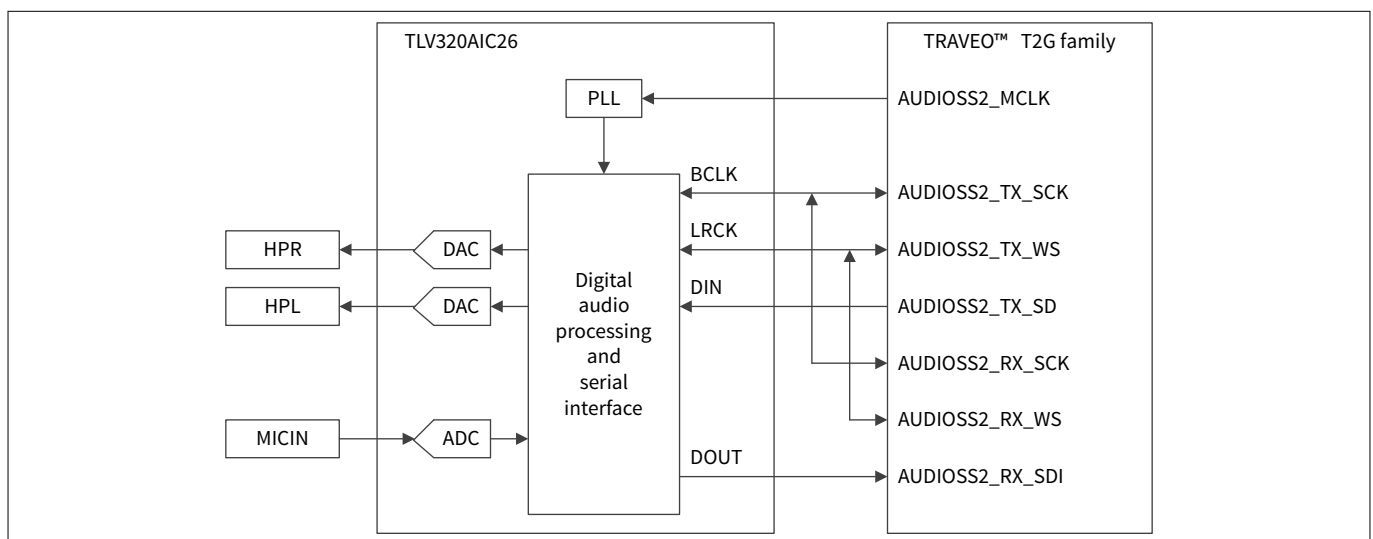 TLV320AIC26
TRAVEO™ T2G family
PLL
AUDIOSS2_MCLK
BCLK
AUDIOSS2_TX_SCK
LRCK
HPR
DAC
AUDIOSS2_TX_WS
DIN
HPL
DAC
AUDIOSS2_TX_SD
Digital
audio
processing
and
serial
interface
AUDIOSS2_RX_SCK
AUDIOSS2_RX_WS
MICIN
ADC
DOUT
AUDIOSS2_RX_SDI